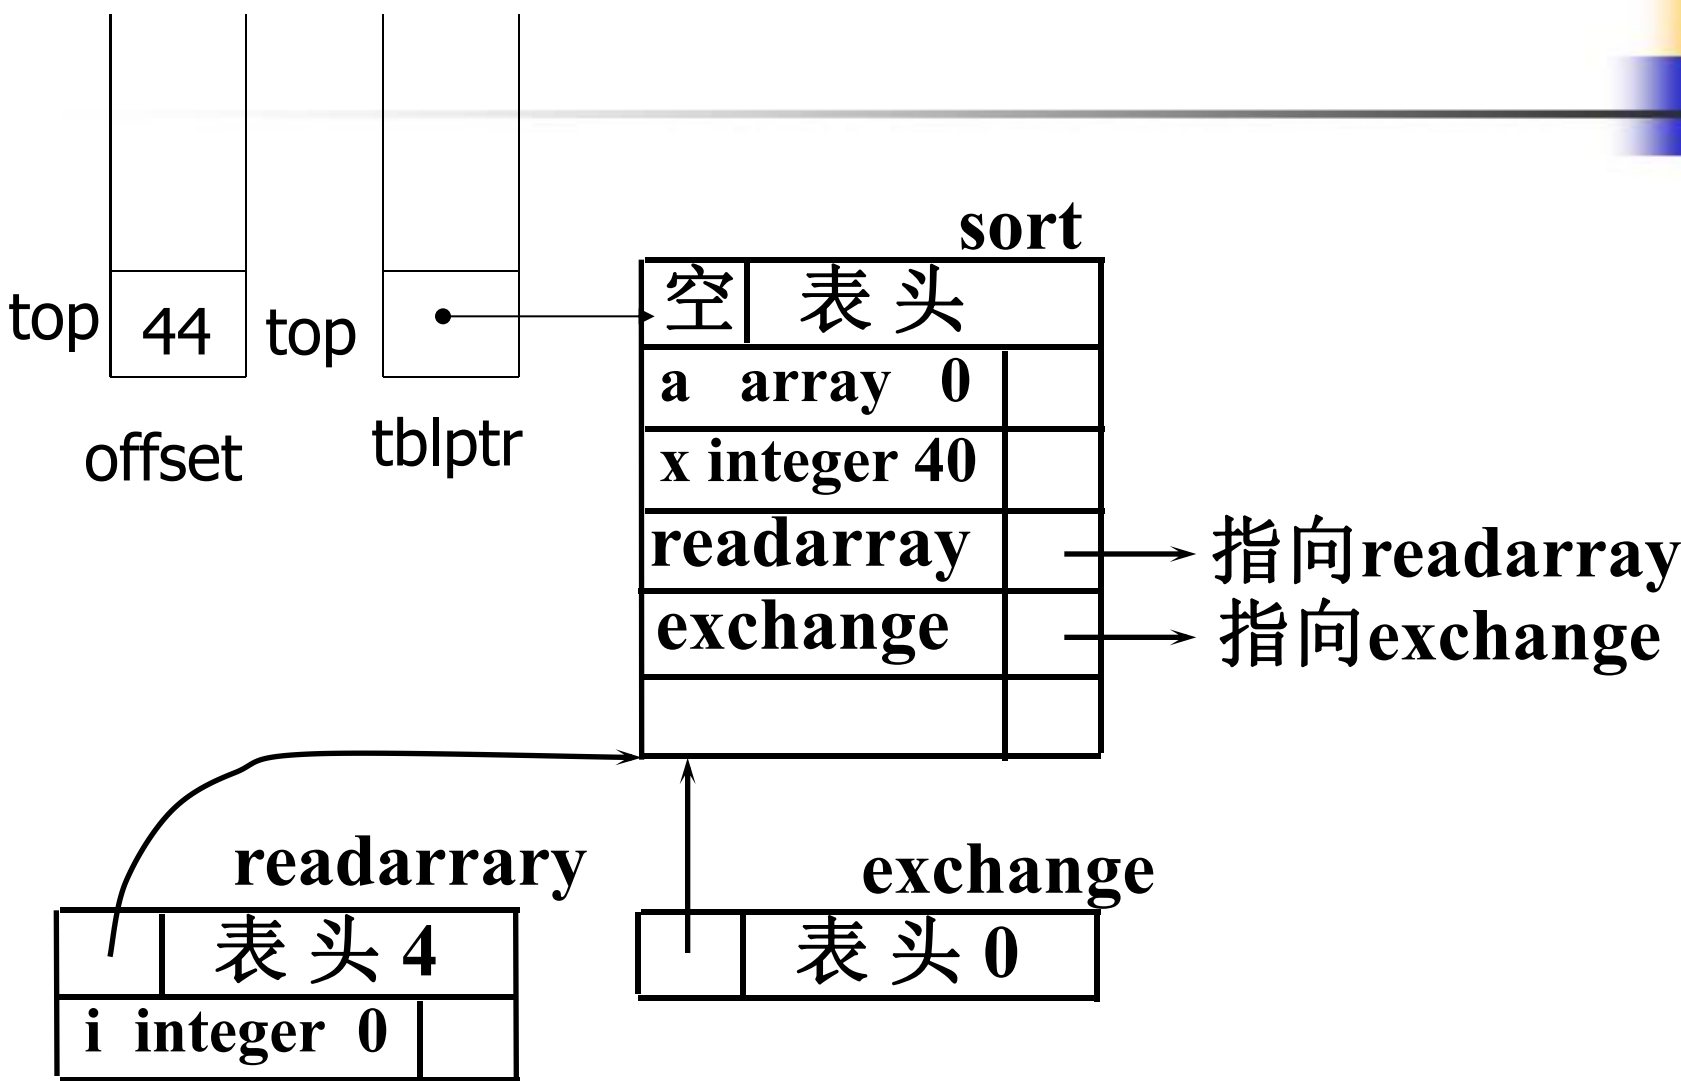 sort
空 表 头
top 44 top
a array 0
offset tblptr
x integer 40
readarray 指向readarray
exchange 指向exchange
readarrary exchange
表 头 4 表 头 0
i integer 0